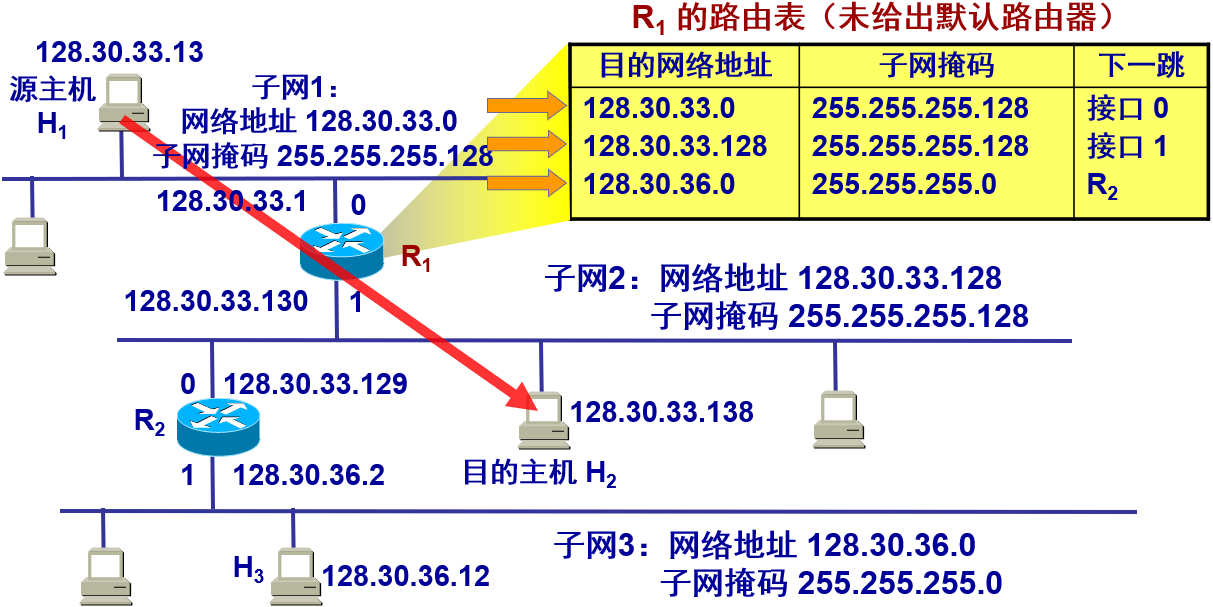 R1 的路由表（未给出默认路由器）
目的网络地址 子网掩码 下一跳
128.30.33.0 255.255.255.128 接口 0
128.30.33.128 255.255.255.128 接口 1
128.30.36.0 255.255.255.0 R2
128.30.33.13
源主机
H1
子网1：
网络地址 128.30.33.0
子网掩码 255.255.255.128
128.30.33.1 0
R1
128.30.33.130 1
子网2：网络地址 128.30.33.128
子网掩码 255.255.255.128
0 128.30.33.129
R2
1 128.30.36.2
128.30.33.138
目的主机 H2
子网3：网络地址 128.30.36.0
子网掩码 255.255.255.0
H3 128.30.36.12